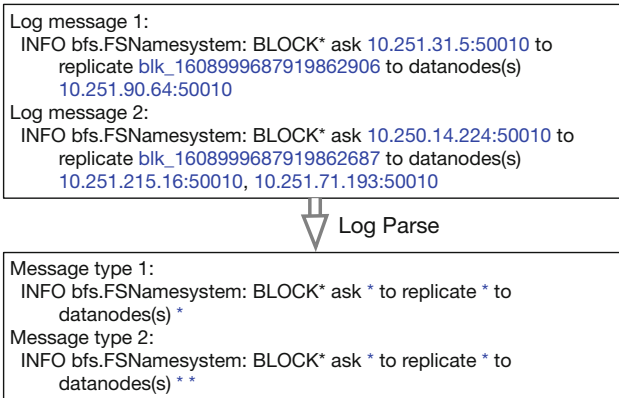 Log message 1:
INFO bfs.FSNamesystem: BLOCK* ask 10.251.31.5:50010 to
replicate blk_1608999687919862906 to datanodes(s)
10.251.90.64:50010
Log message 2:
INFO bfs.FSNamesystem: BLOCK* ask 10.250.14.224:50010 to
replicate blk_1608999687919862687 to datanodes(s)
10.251.215.16:50010, 10.251.71.193:50010
Log Parse
Message type 1:
INFO bfs.FSNamesystem: BLOCK* ask * to replicate * to
datanodes(s) *
Message type 2:
INFO bfs.FSNamesystem: BLOCK* ask * to replicate * to
datanodes(s) * *